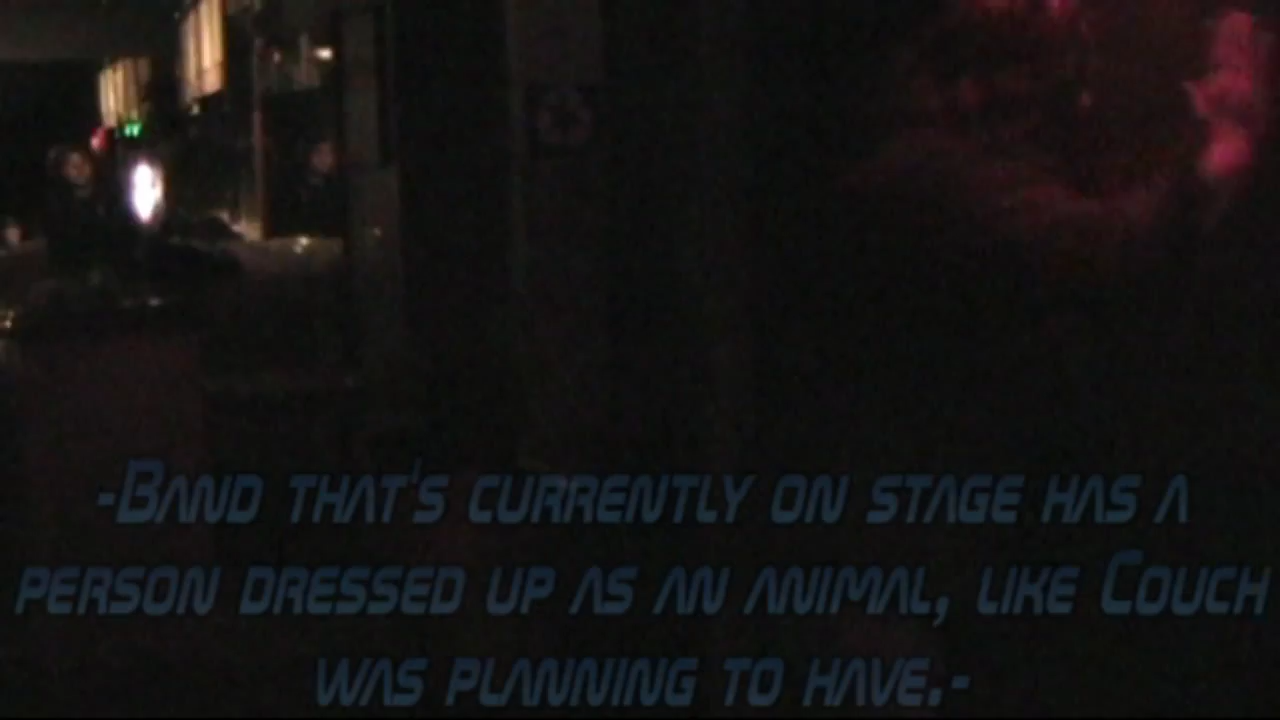 -Band that's currently on stage has a
person dressed up as an animal, like Couch
was planning to have.-